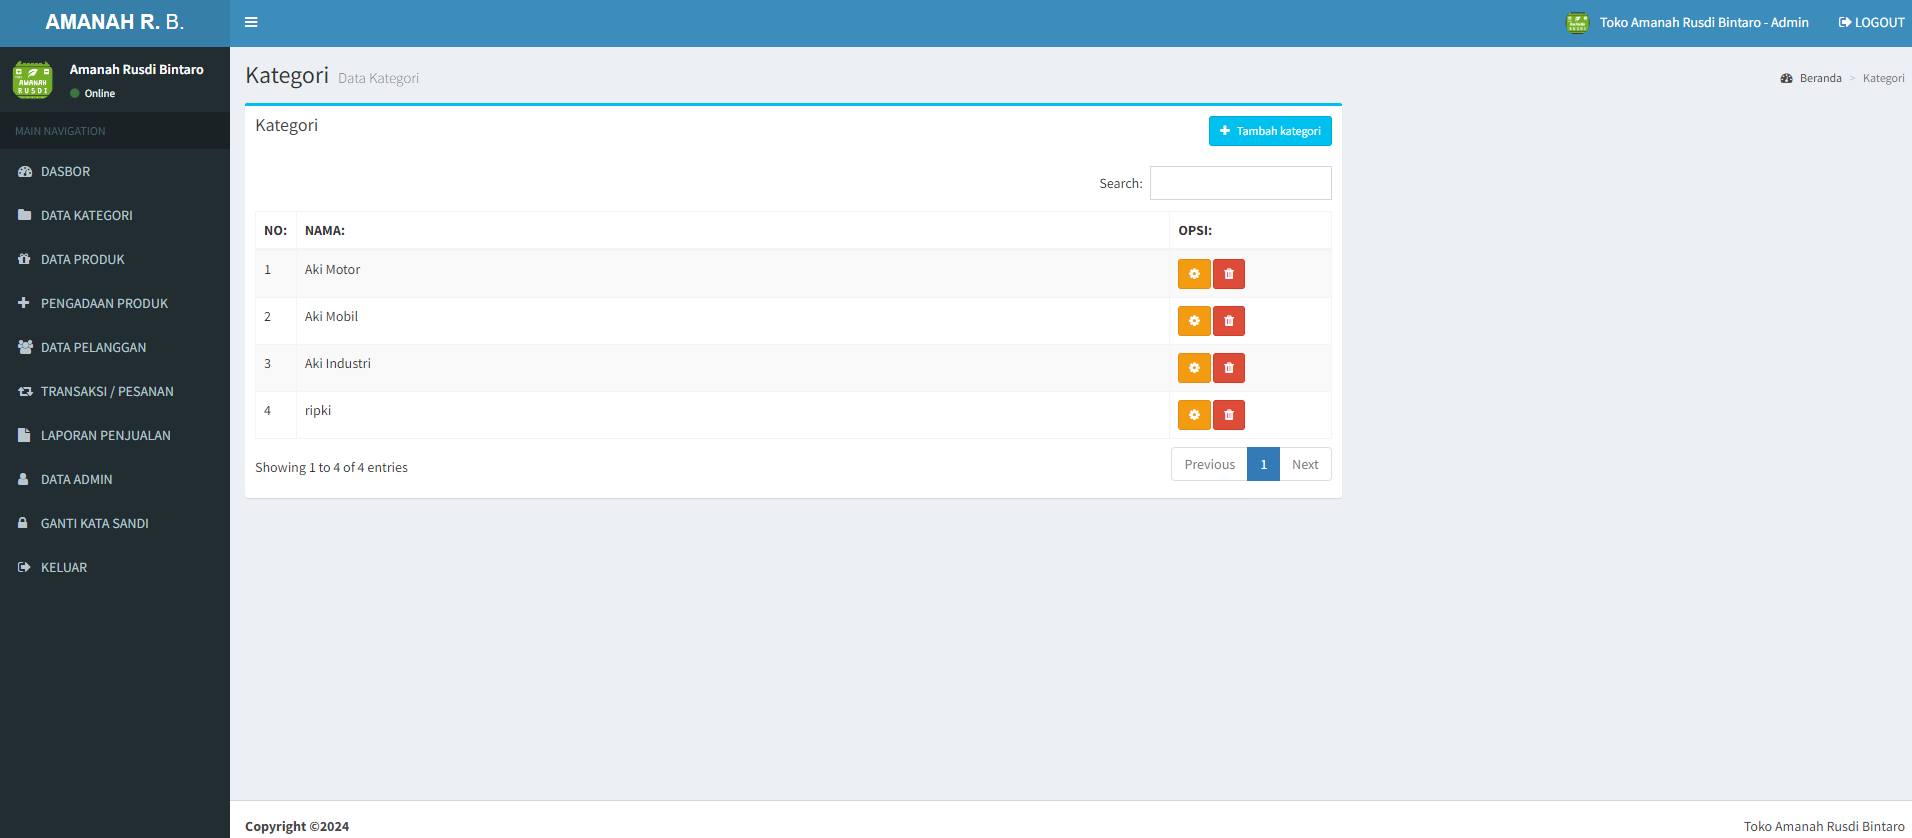 AMANAH R. B.
Toko Amanah Rusdi Bintaro - Admin
LOGOUT
AMANAH
RUSDI
Amanah Rusdi Bintaro
Online
MAIN NAVIGATION
DASBOR
DATA KATEGORI
DATA PRODUK
PENGADAAN PRODUK
DATA PELANGGAN
TRANSAKSI / PESANAN
LAPORAN PENJUALAN
DATA ADMIN
GANTI KATA SANDI
KELUAR
Kategori Data Kategori
Beranda > Kategori
Kategori
Tambah kategori
Search:
NO: NAMA: OPSI:
1 Aki Motor
2 Aki Mobil
3 Aki Industri
4 ripki
Showing 1 to 4 of 4 entries
Previous 1 Next
Copyright ©2024
Toko Amanah Rusdi Bintaro